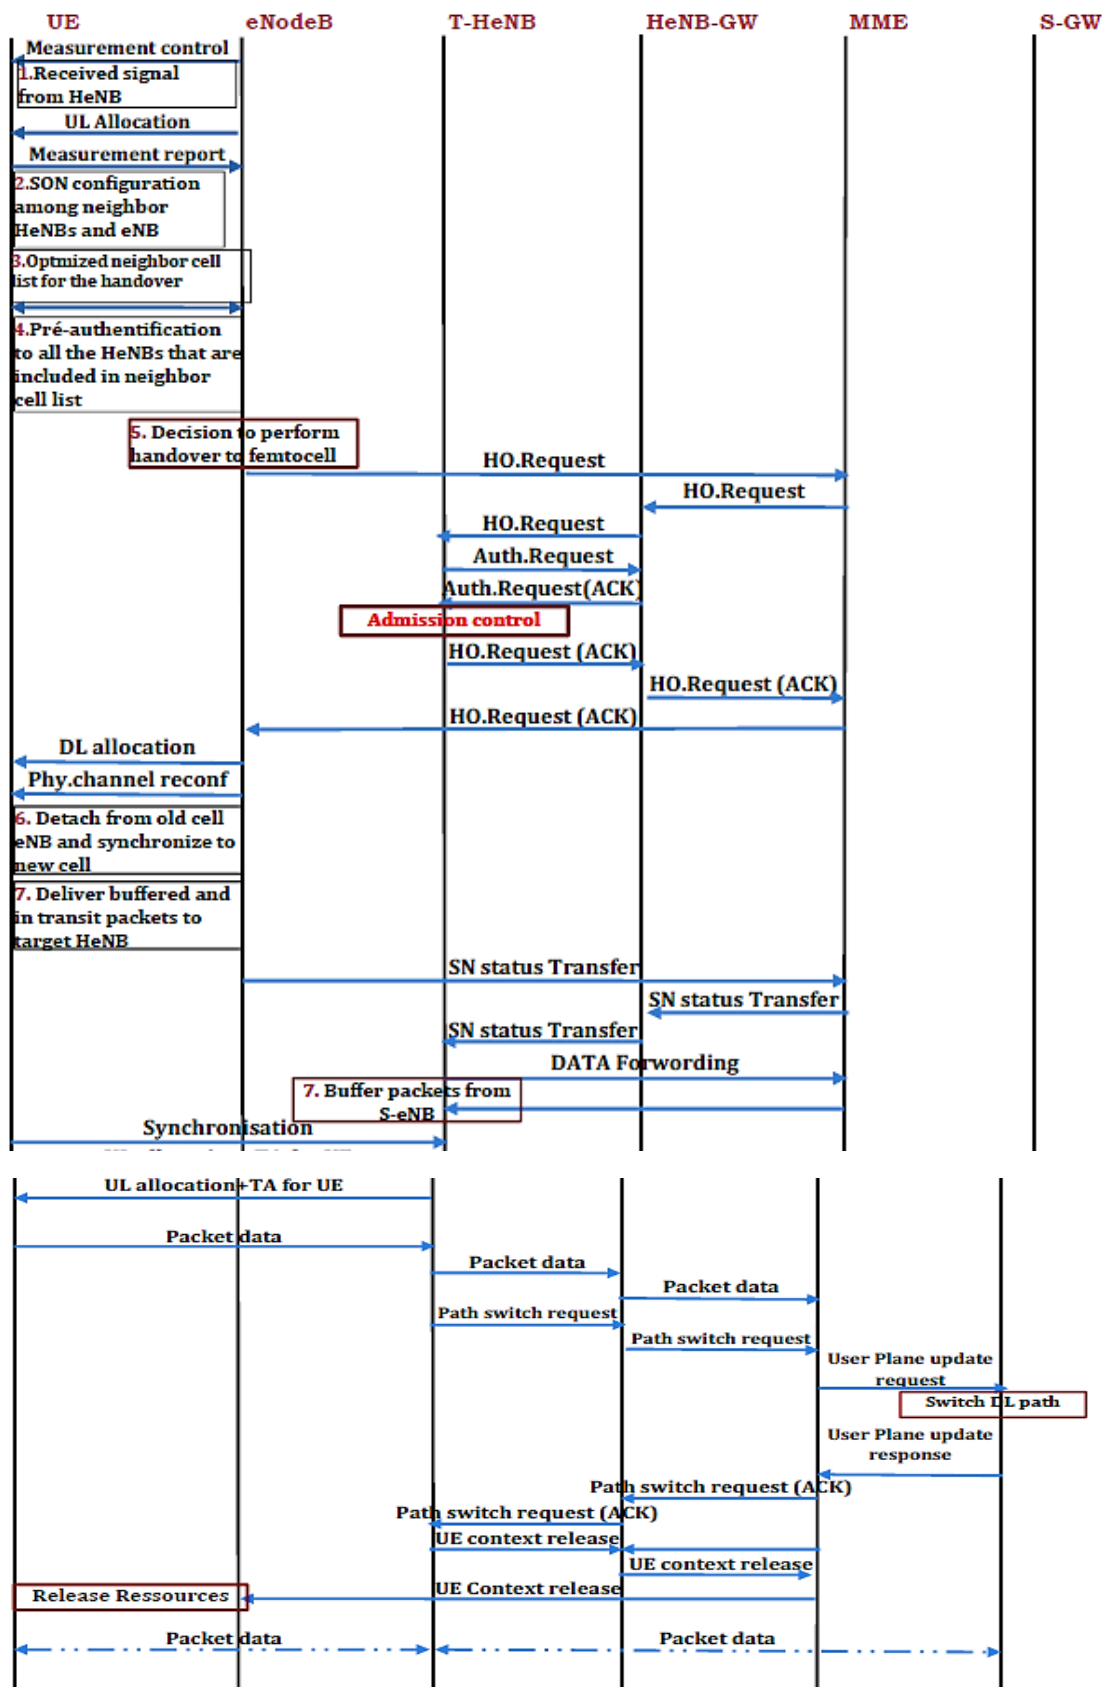 UE eNodeB T-HeNB HeNB-GW MME S-GW
Measurement control
1.Received signal
from HeNB
UL Allocation
Measurement report
2.SON configuration
among neighbor
HeNBs and eNB
3.Optmized neighbor cell
list for the handover
4.Pré-authentification
to all the HeNBs that are
included in neighbor
cell list
5. Decision to perform
handover to femtocell
HO.Request
HO.Request
HO.Request
Auth.Request
Auth.Request(ACK)
Admission control
HO.Request (ACK)
HO.Request (ACK)
HO.Request (ACK)
DL allocation
Phy.channel reconf
6. Detach from old cell
eNB and synchronize to
new cell
7. Deliver buffered and
in transit packets to
target HeNB
SN status Transfer
SN status Transfer
SN status Transfer
DATA Forwording
7. Buffer packets from
S-eNB
Synchronisation
UL allocation+TA for UE
Packet data
Packet data
Packet data
Path switch request
Path switch request
User Plane update
request
Switch DL path
User Plane update
response
Path switch request (ACK)
Path switch request (ACK)
UE context release
UE context release
UE Context release
Release Ressources
Packet data Packet data